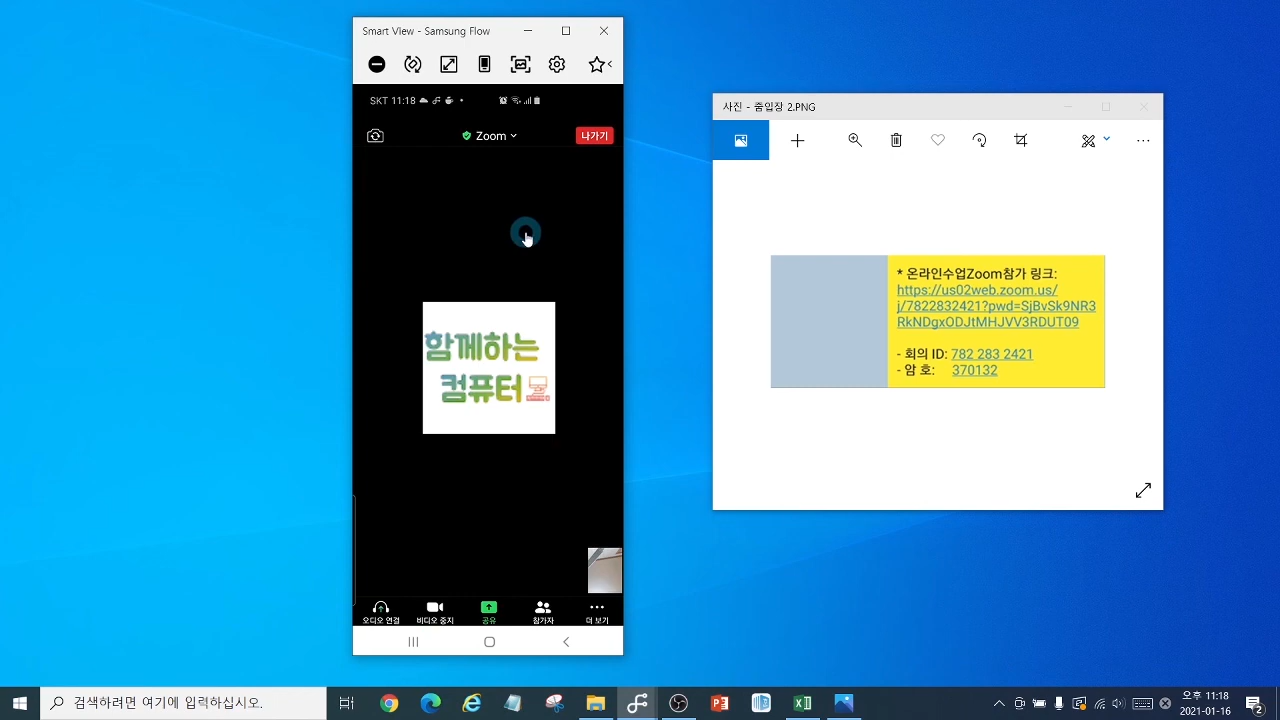 Smart View - Samsung Flow
SKT 11:18
Zoom
나가기
함께하는
컴퓨터
오디오 연결
비디오 중지
공유
참가자
더 보기
사진 - 줌입장 2.PNG
* 온라인수업Zoom참가 링크:
https://us02web.zoom.us/
j/7822832421?pwd=SjBvSk9NR3
RkNDgxODJtMHJVV3RDUT09
- 회의 ID: 782 283 2421
- 암 호: 370132
검색하려면 여기에 입력하십시오.
오후 11:18
2021-01-16
2